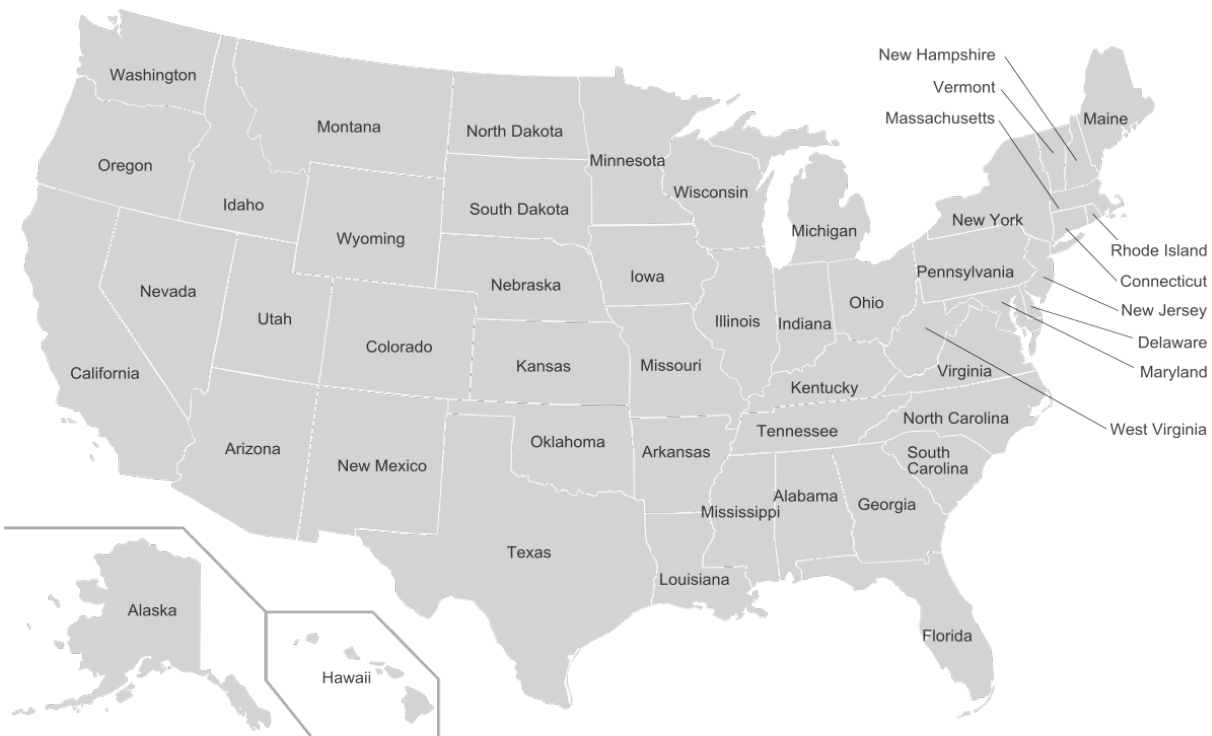 New Hampshire
Vermont
Massachusetts
Washington
Montana
North Dakota
Minnesota
Maine
Oregon
Idaho
Wyoming
South Dakota
Wisconsin
Michigan
New York
Rhode Island
Connecticut
New Jersey
Delaware
Maryland
West Virginia
Nevada
Utah
Colorado
Nebraska
Iowa
Illinois
Indiana
Ohio
Pennsylvania
California
Kansas
Missouri
Kentucky
Virginia
Arizona
New Mexico
Oklahoma
Arkansas
Tennessee
North Carolina
South
Carolina
Mississippi
Alabama
Georgia
Texas
Louisiana
Florida
Alaska
Hawaii